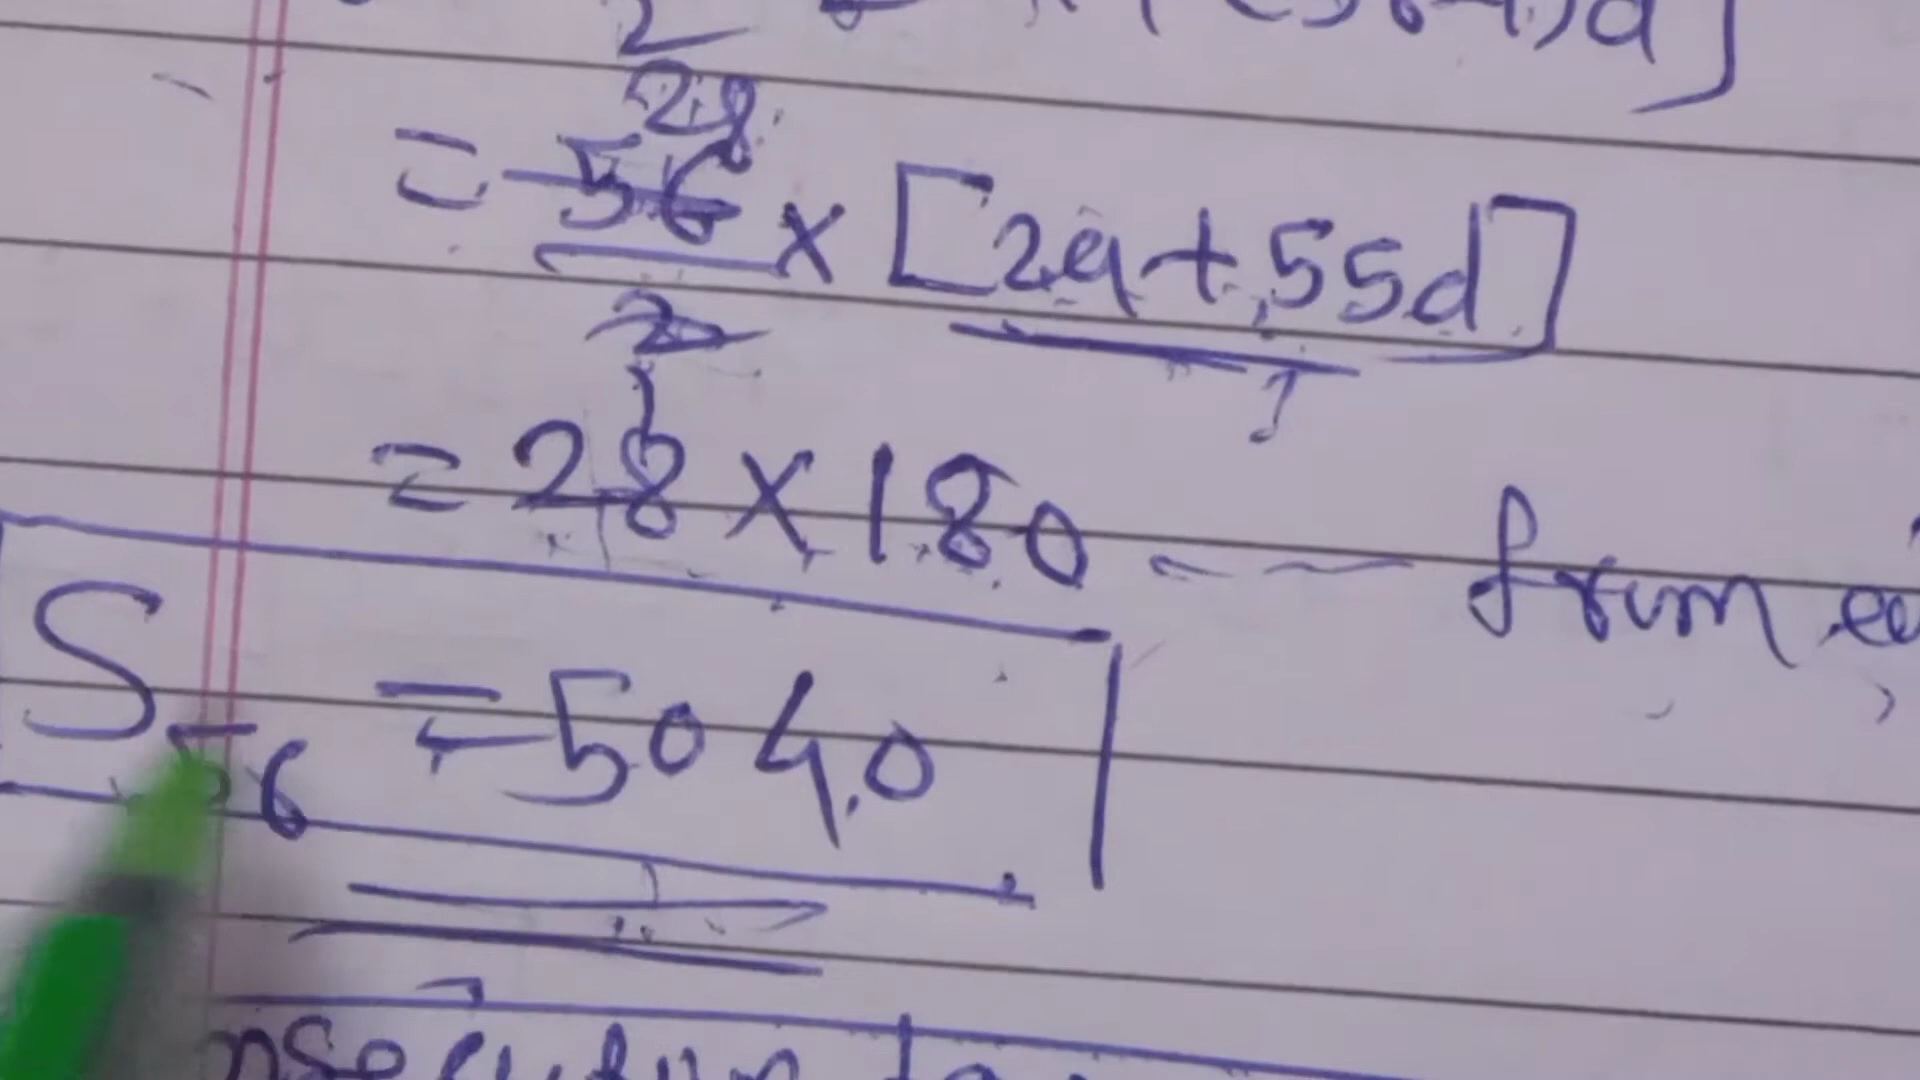 28
= 56/2 × [2a+55d]
= 28 × 180 --- from
S56 = 5040